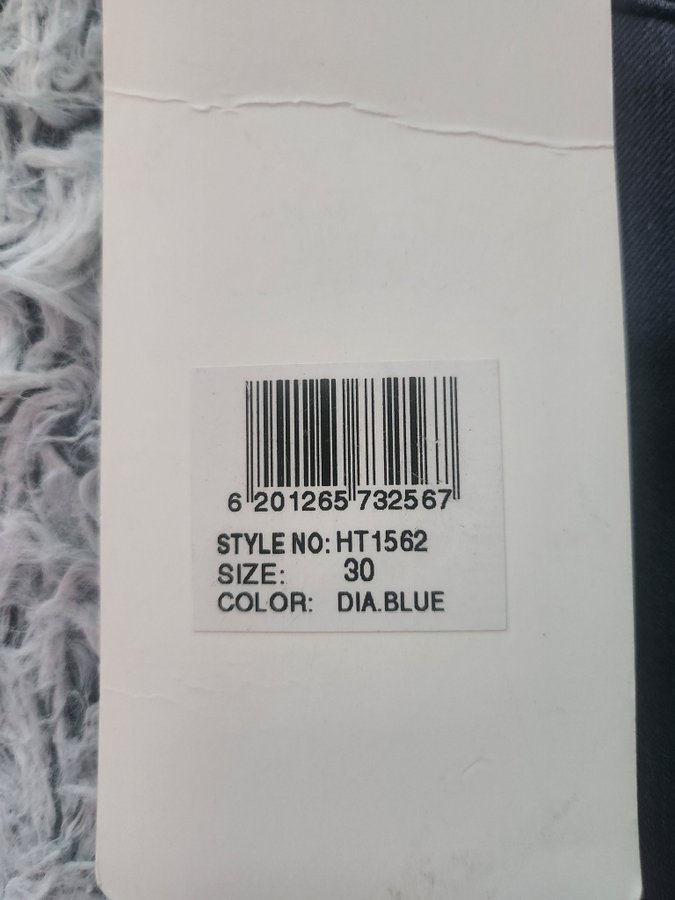 6 201265 732567
STYLE NO: HT1562
SIZE: 30
COLOR: DIA.BLUE